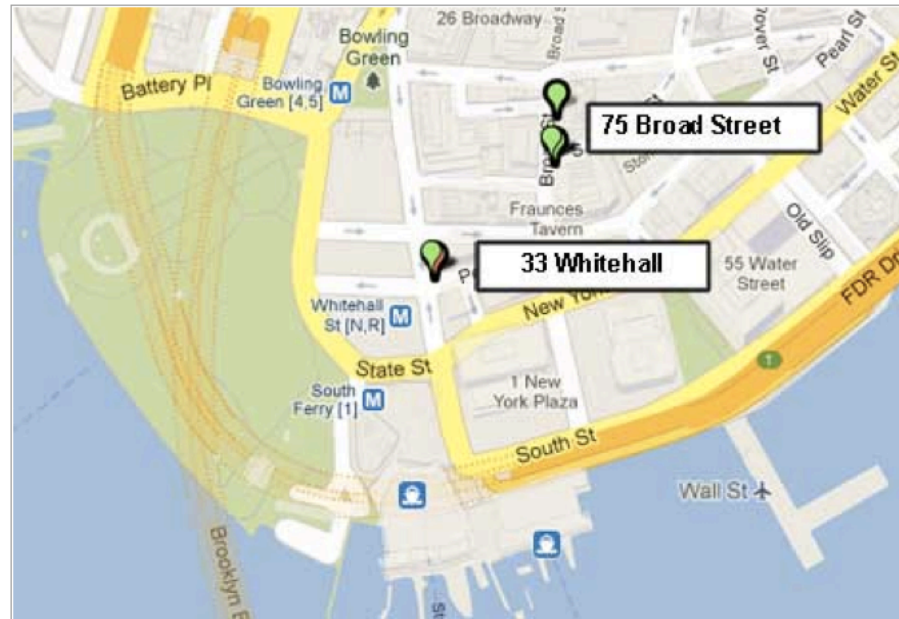 26 Broadway
Broad St
Bowling
Green
Battery Pl
Bowling
Green [4,5]
Pearl St
Water St
75 Broad Street
Fraunces
Tavern
Old Slip
33 Whitehall
55 Water
Street
FDR Dr
New York
Whitehall
St [N,R]
State St
1 New
York Plaza
South
Ferry [1]
1
South St
Wall St
Brooklyn B